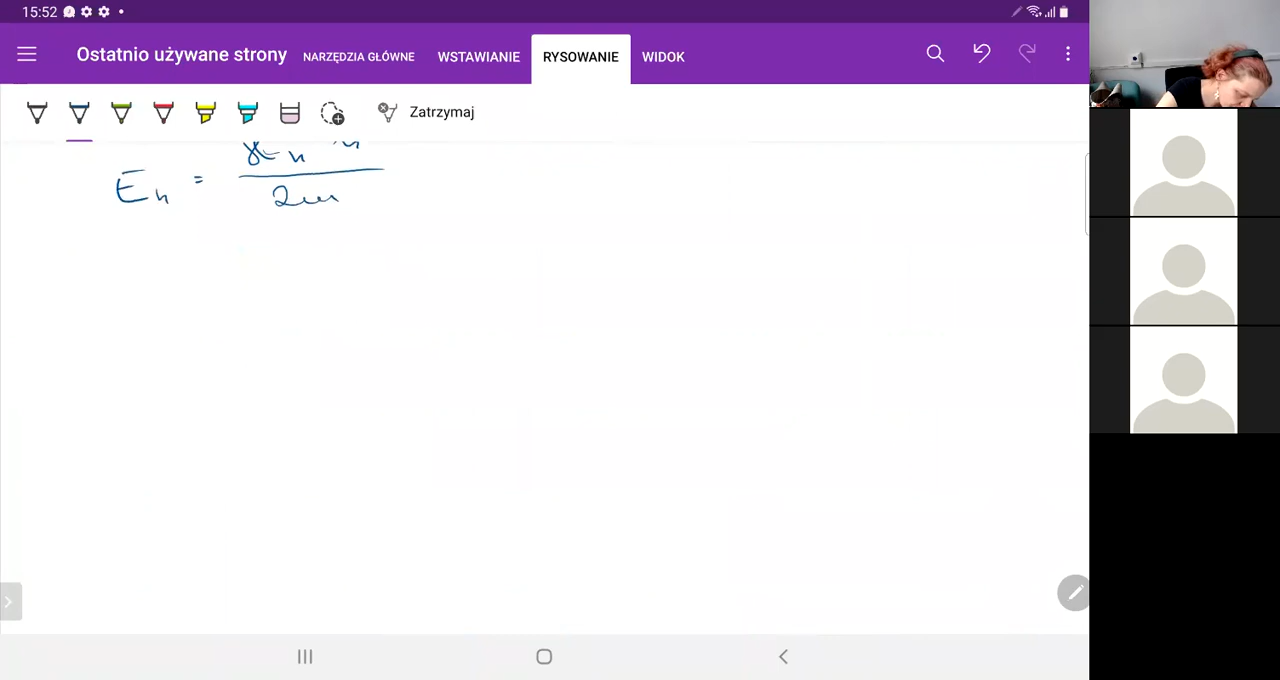 15:52
Ostatnio używane strony NARZĘDZIA GŁÓWNE WSTAWIANIE RYSOWANIE WIDOK
Zatrzymaj
E_n = 
2m